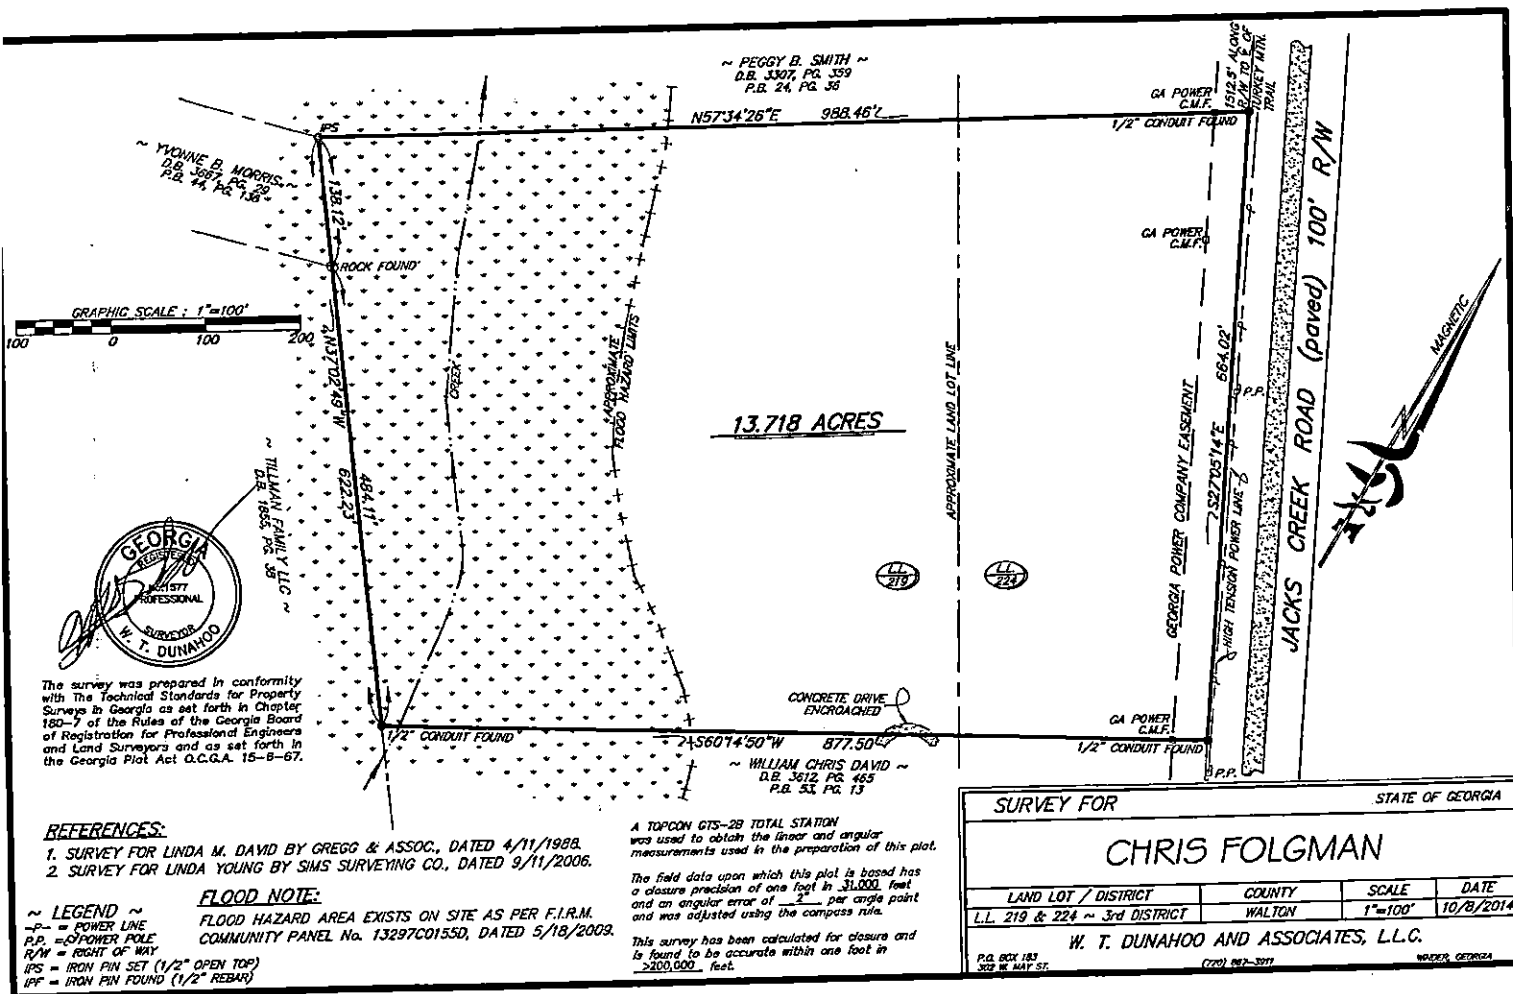 ~ PEGGY B. SMITH ~
D.B. 3307, PG. 359
P.B. 24, PG. 36
GA POWER
C.M.F.
1512.5' ALONG
R/W TO ℄ OF
TURKEY MTN.
TRAIL
IPS
N57°34'26"E 988.46'
1/2" CONDUIT FOUND
~ YVONNE B. MORRIS ~
D.B. 3667, PG. 29
P.B. 44, PG. 138
138.12'
ROCK FOUND
GA POWER
C.M.F.
JACKS CREEK ROAD (paved) 100' R/W
MAGNETIC
N
GRAPHIC SCALE : 1"=100'
100 0 100 200
N37°02'49"W
CREEK
APPROXIMATE
FLOOD HAZARD LIMITS
APPROXIMATE LAND LOT LINE
664.02'
P.P.
13.718 ACRES
GEORGIA POWER COMPANY EASEMENT
S27°05'14"E
HIGH TENSION POWER LINE
~ TILLMAN FAMILY LLC ~
D.B. 1855, PG. 38
484.11'
622.23'
L.L.
219
L.L.
224
GEORGIA
REGISTERED
No. 1577
PROFESSIONAL
SURVEYOR
W. T. DUNAHOO
The survey was prepared in conformity
with The Technical Standards for Property
Surveys in Georgia as set forth in Chapter
180-7 of the Rules of the Georgia Board
of Registration for Professional Engineers
and Land Surveyors and as set forth in
the Georgia Plat Act O.C.G.A. 15-6-67.
CONCRETE DRIVE
ENCROACHED
GA POWER
C.M.F.
1/2" CONDUIT FOUND
S60°14'50"W 877.50'
1/2" CONDUIT FOUND
P.P.
~ WILLIAM CHRIS DAVID ~
D.B. 3612, PG. 465
P.B. 53, PG. 13
REFERENCES:
1. SURVEY FOR LINDA M. DAVID BY GREGG & ASSOC., DATED 4/11/1988.
2. SURVEY FOR LINDA YOUNG BY SIMS SURVEYING CO., DATED 9/11/2006.
FLOOD NOTE:
FLOOD HAZARD AREA EXISTS ON SITE AS PER F.I.R.M.
COMMUNITY PANEL No. 13297C0155D, DATED 5/18/2009.
~ LEGEND ~
-P- = POWER LINE
P.P. = POWER POLE
R/W = RIGHT OF WAY
IPS = IRON PIN SET (1/2" OPEN TOP)
IPF = IRON PIN FOUND (1/2" REBAR)
A TOPCON GTS-2B TOTAL STATION
was used to obtain the linear and angular
measurements used in the preparation of this plat.
The field data upon which this plat is based has
a closure precision of one foot in 31,000 feet
and an angular error of 2" per angle point
and was adjusted using the compass rule.
This survey has been calculated for closure and
is found to be accurate within one foot in
>200,000 feet.
SURVEY FOR STATE OF GEORGIA
CHRIS FOLGMAN
LAND LOT / DISTRICT COUNTY SCALE DATE
L.L. 219 & 224 ~ 3rd DISTRICT WALTON 1"=100' 10/8/2014
W. T. DUNAHOO AND ASSOCIATES, L.L.C.
P.O. BOX 183
302 W. MAY ST. (770) 867-3911 WINDER, GEORGIA